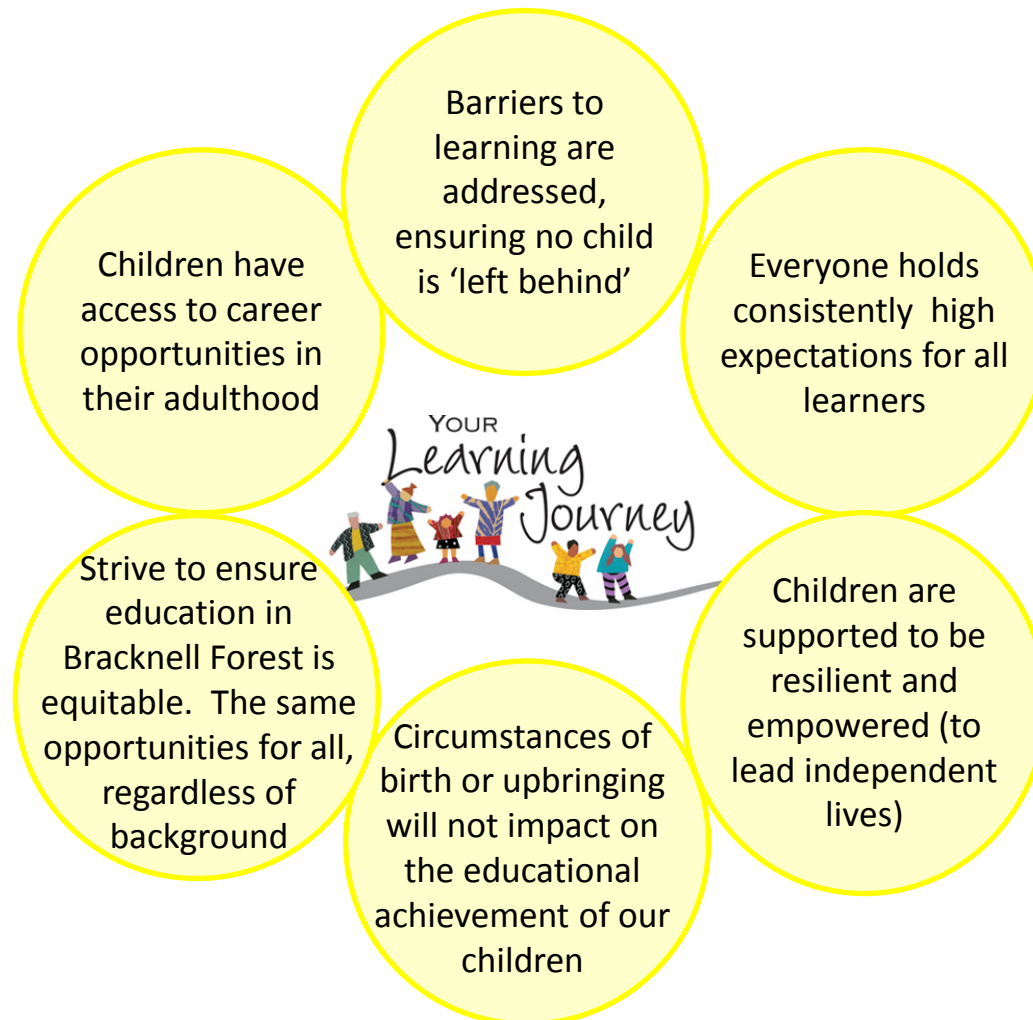 Barriers to
learning are
addressed,
ensuring no child
is ‘left behind’
Everyone holds
consistently  high
expectations for all
learners
Children are
supported to be
resilient and
empowered (to
lead independent
lives)
Circumstances of
birth or upbringing
will not impact on
the educational
achievement of our
children
Strive to ensure
education in
Bracknell Forest is
equitable.  The same
opportunities for all,
regardless of
background
Children have
access to career
opportunities in
their adulthood
YOUR
Learning
Journey